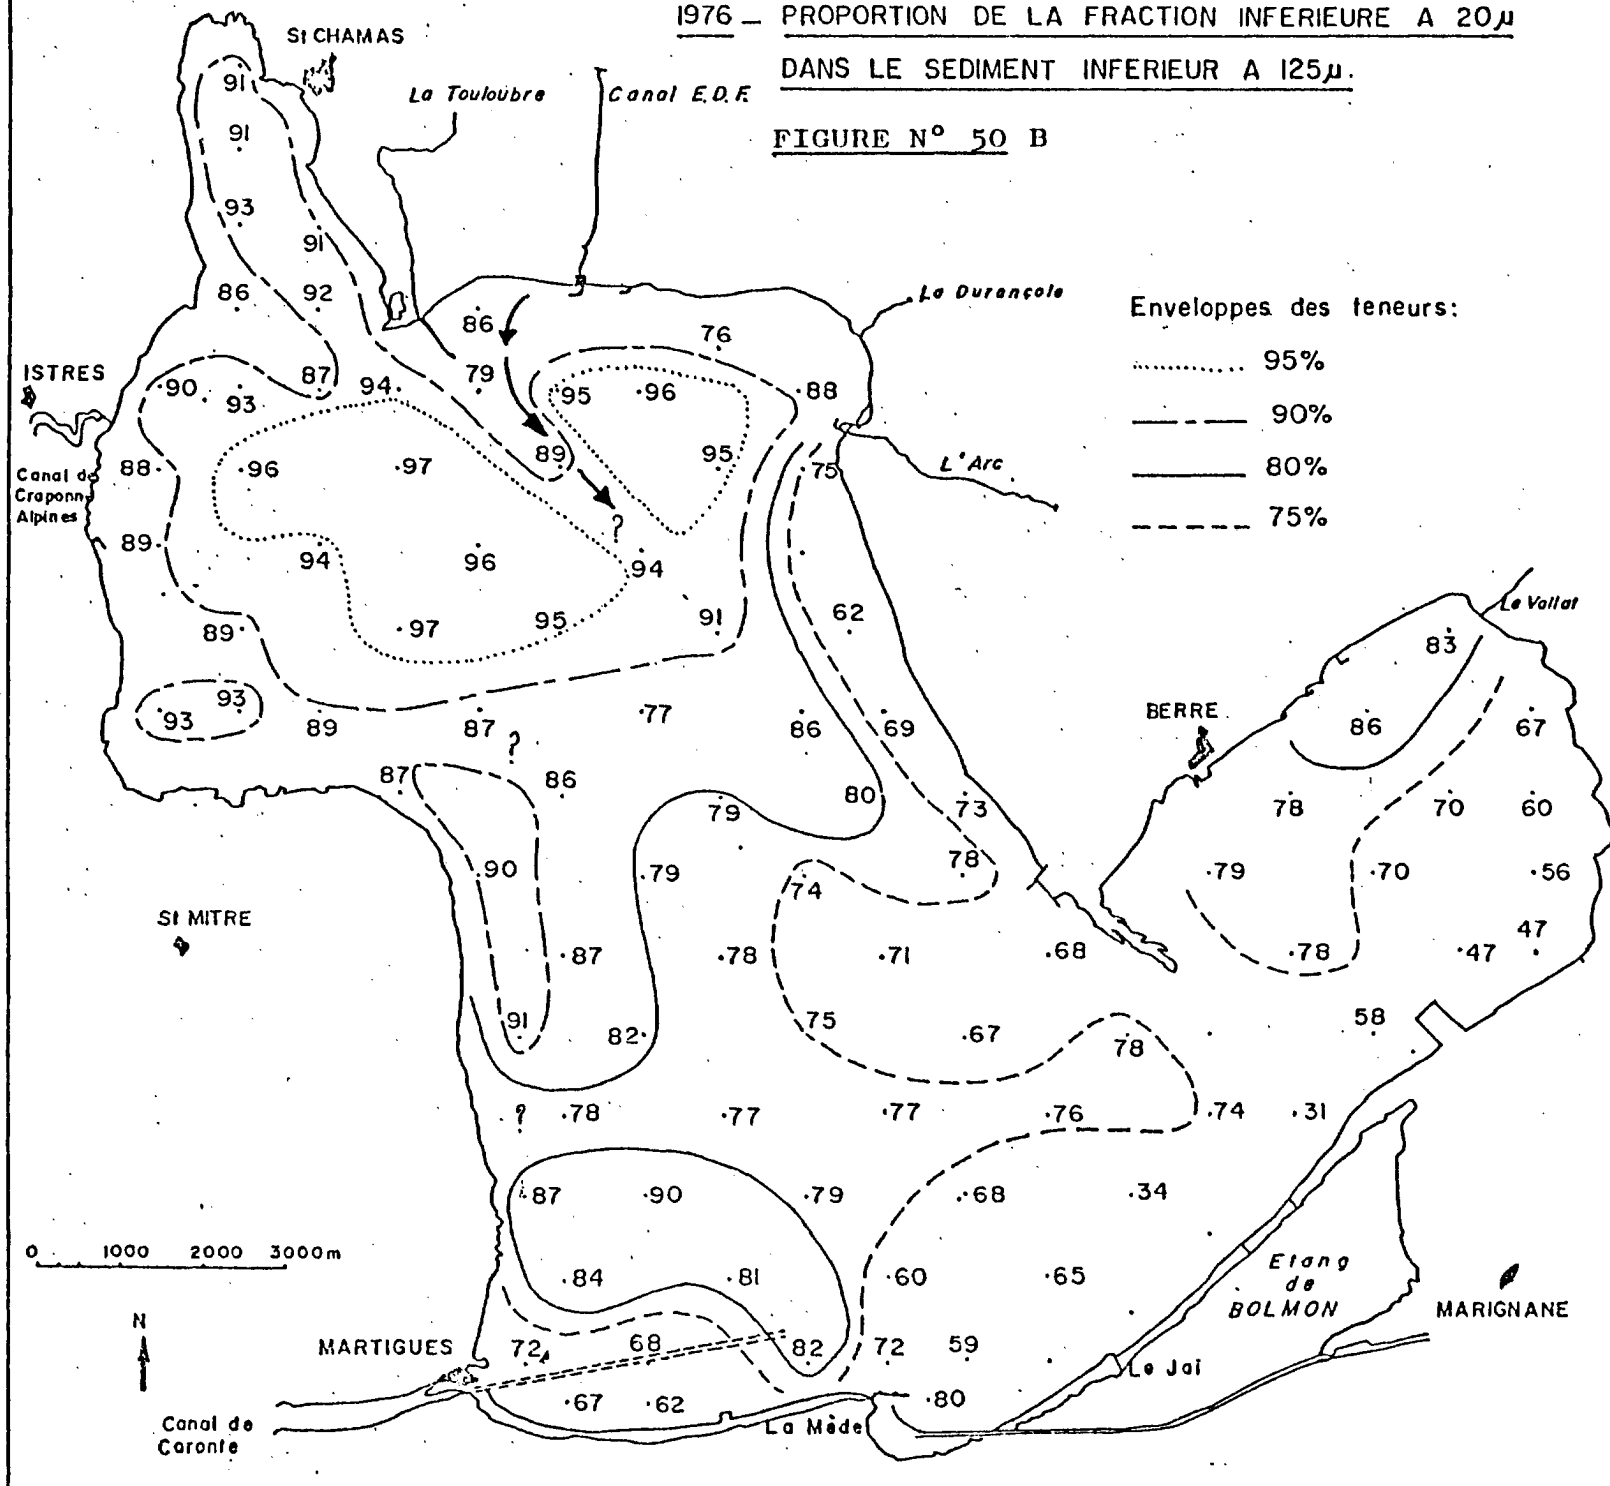 1976 _ PROPORTION DE LA FRACTION INFERIEURE A 20µ
DANS LE SEDIMENT INFERIEUR A 125µ.
FIGURE N° 50 B
St CHAMAS
La Touloubre
Canal E.D.F.
La Durançole
Enveloppes des teneurs:
95%
90%
80%
75%
ISTRES
Canal de
Craponne
Alpines
L'Arc
Le Vallat
BERRE
St MITRE
0 1000 2000 3000m
N
MARTIGUES
Canal de
Caronte
La Mède
Le Jaï
Etang
de
BOLMON
MARIGNANE
91
91
93
91
86 92
86
76
90 93 87 94 79 95 96 88
88 96 97 89 95 75
?
89 94 96 94
89 97 95 91 62
83
93 93 89 87 77 86 69 86 67
?
87 86 79 80 73 78 70 60
90 79 74 78 79 70 56
87 78 71 68 78 47 47
91 82 75 67 78 58
? 78 77 77 76 74 31
87 90 79 68 34
84 81 60 65
72 68 82 72 59
67 62 80